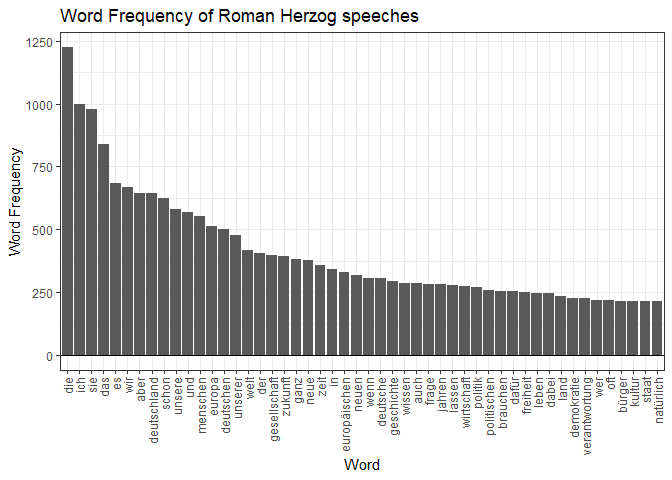 Word Frequency of Roman Herzog speeches
1250
1000
750
500
250
0
Word Frequency
die
ich
sie
das
es
wir
aber
deutschland
schon
unsere
und
menschen
europa
deutschen
unserer
welt
der
gesellschaft
zukunft
ganz
neue
zeit
in
europäischen
neuen
wenn
deutsche
geschichte
wissen
auch
frage
jahren
lassen
wirtschaft
politik
politischen
brauchen
dafür
freiheit
leben
dabei
land
demokratie
verantwortung
wer
oft
bürger
kultur
staat
natürlich
Word